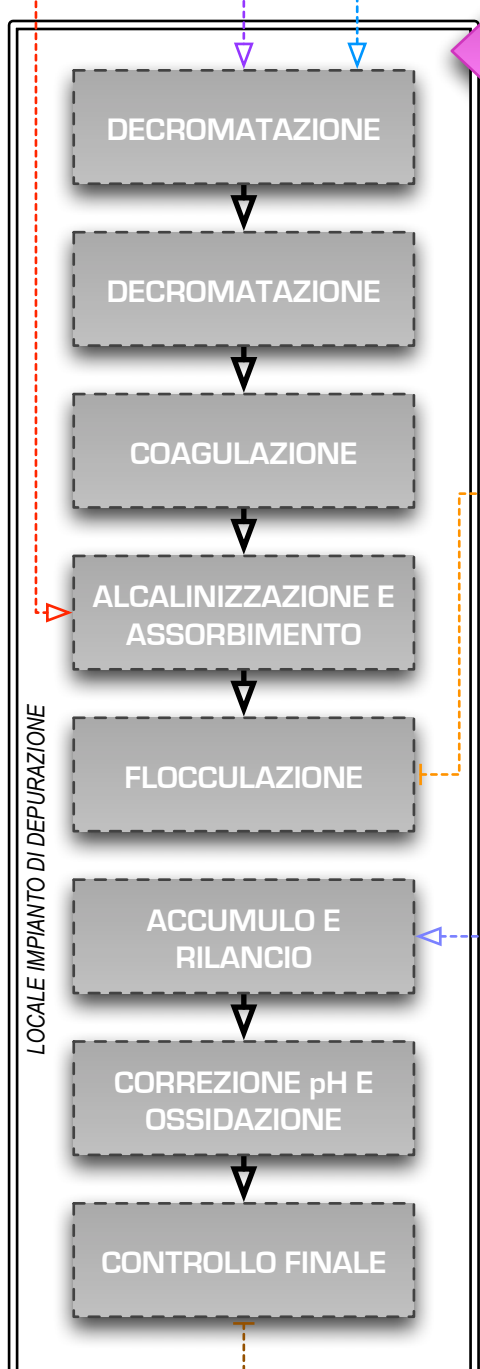 DECROMATAZIONE
DECROMATAZIONE
COAGULAZIONE
ALCALINIZZAZIONE E
ASSORBIMENTO
FLOCCULAZIONE
LOCALE IMPIANTO DI DEPURAZIONE
ACCUMULO E
RILANCIO
CORREZIONE pH E
OSSIDAZIONE
CONTROLLO FINALE